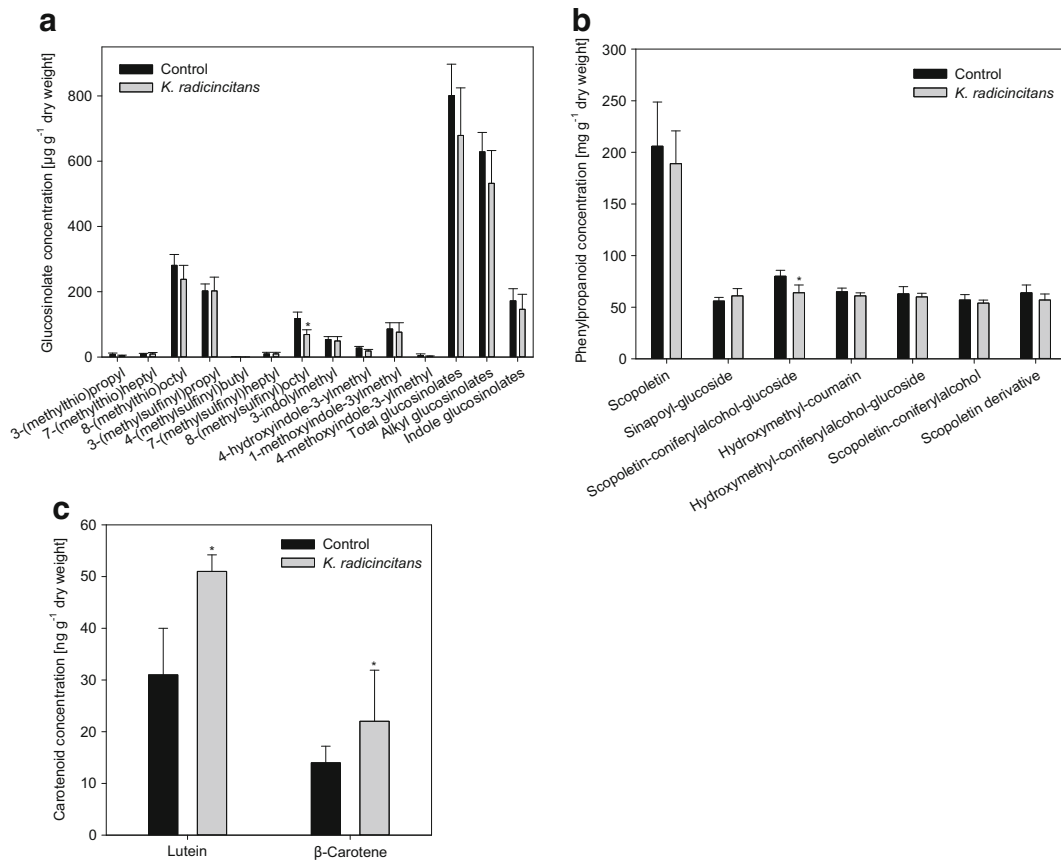 a
Glucosinolate concentration [µg g⁻¹ dry weight]
800
600
400
200
0
Control
K. radicincitans
*
3-(methylthio)propyl
7-(methylthio)heptyl
8-(methylthio)octyl
3-(methylsulfinyl)propyl
4-(methylsulfinyl)butyl
7-(methylsulfinyl)heptyl
8-(methylsulfinyl)octyl
3-indolylmethyl
4-hydroxyindole-3-ylmethyl
1-methoxyindole-3ylmethyl
4-methoxyindole-3-ylmethyl
Total glucosinolates
Alkyl glucosinolates
Indole glucosinolates
b
Phenylpropanoid concentration [mg g⁻¹ dry weight]
300
250
200
150
100
50
0
Control
K. radicincitans
*
Scopoletin
Sinapoyl-glucoside
Scopoletin-coniferylalcohol-glucoside
Hydroxymethyl-coumarin
Hydroxymethyl-coniferylalcohol-glucoside
Scopoletin-coniferylalcohol
Scopoletin derivative
c
Carotenoid concentration [ng g⁻¹ dry weight]
60
50
40
30
20
10
0
Control
K. radicincitans
*
*
Lutein
β-Carotene